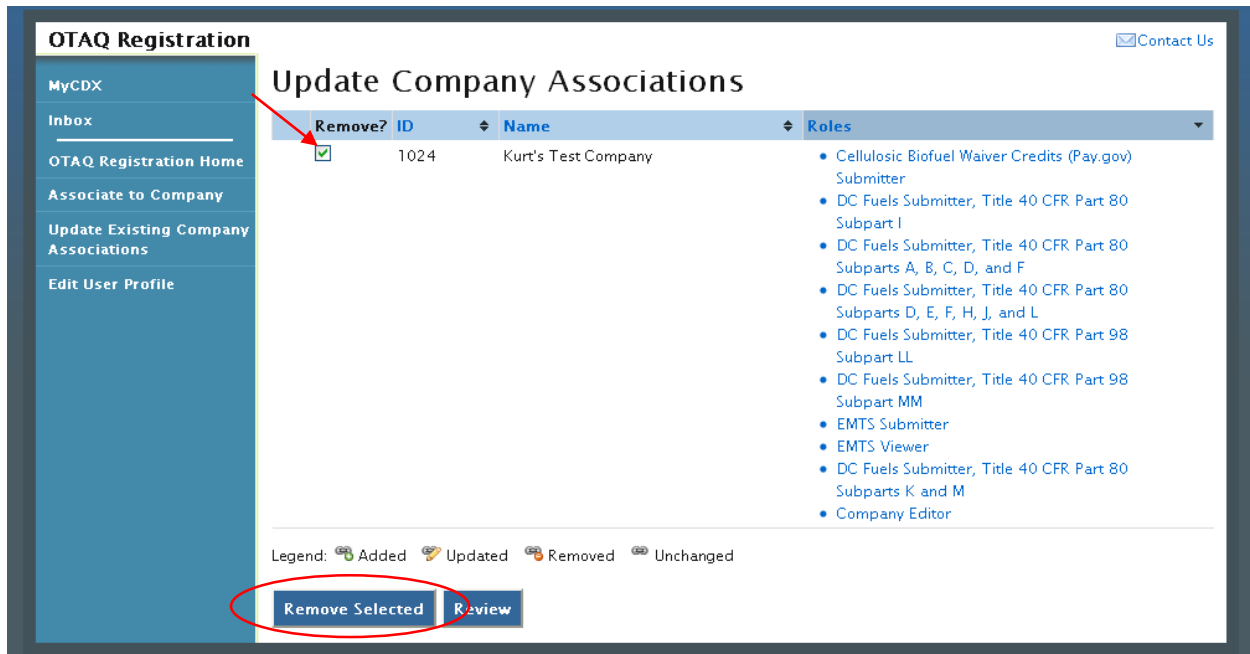 OTAQ Registration
Contact Us
MyCDX
Inbox
OTAQ Registration Home
Associate to Company
Update Existing Company
Associations
Edit User Profile
Update Company Associations
Remove? ID Name Roles
1024 Kurt's Test Company
Cellulosic Biofuel Waiver Credits (Pay.gov)
Submitter
DC Fuels Submitter, Title 40 CFR Part 80
Subpart I
DC Fuels Submitter, Title 40 CFR Part 80
Subparts A, B, C, D, and F
DC Fuels Submitter, Title 40 CFR Part 80
Subparts D, E, F, H, J, and L
DC Fuels Submitter, Title 40 CFR Part 98
Subpart LL
DC Fuels Submitter, Title 40 CFR Part 98
Subpart MM
EMTS Submitter
EMTS Viewer
DC Fuels Submitter, Title 40 CFR Part 80
Subparts K and M
Company Editor
Legend: Added Updated Removed Unchanged
Remove Selected Review